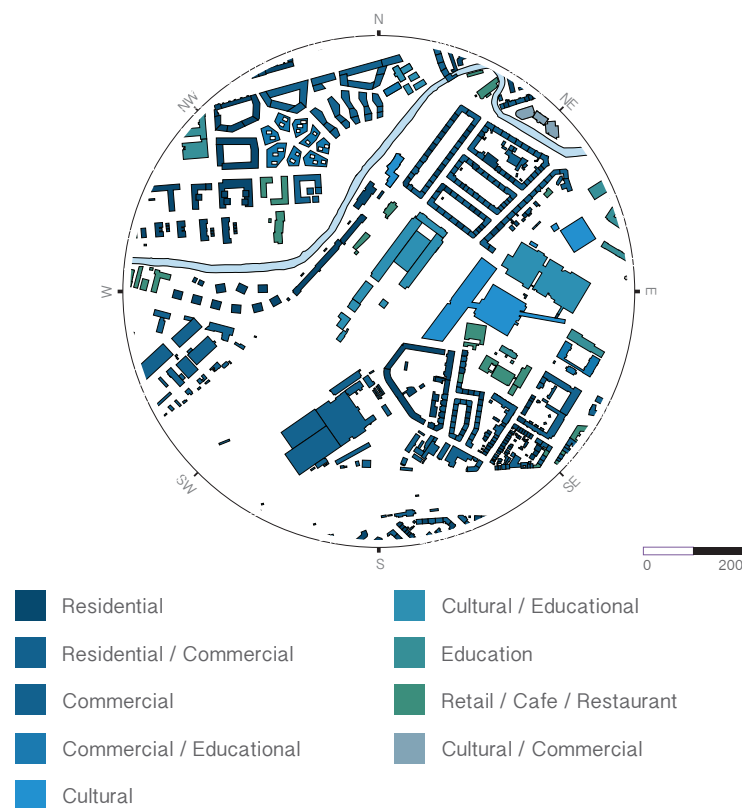 N
NW
NE
W
E
SW
SE
S
0
200
Residential
Residential / Commercial
Commercial
Commercial / Educational
Cultural
Cultural / Educational
Education
Retail / Cafe / Restaurant
Cultural / Commercial